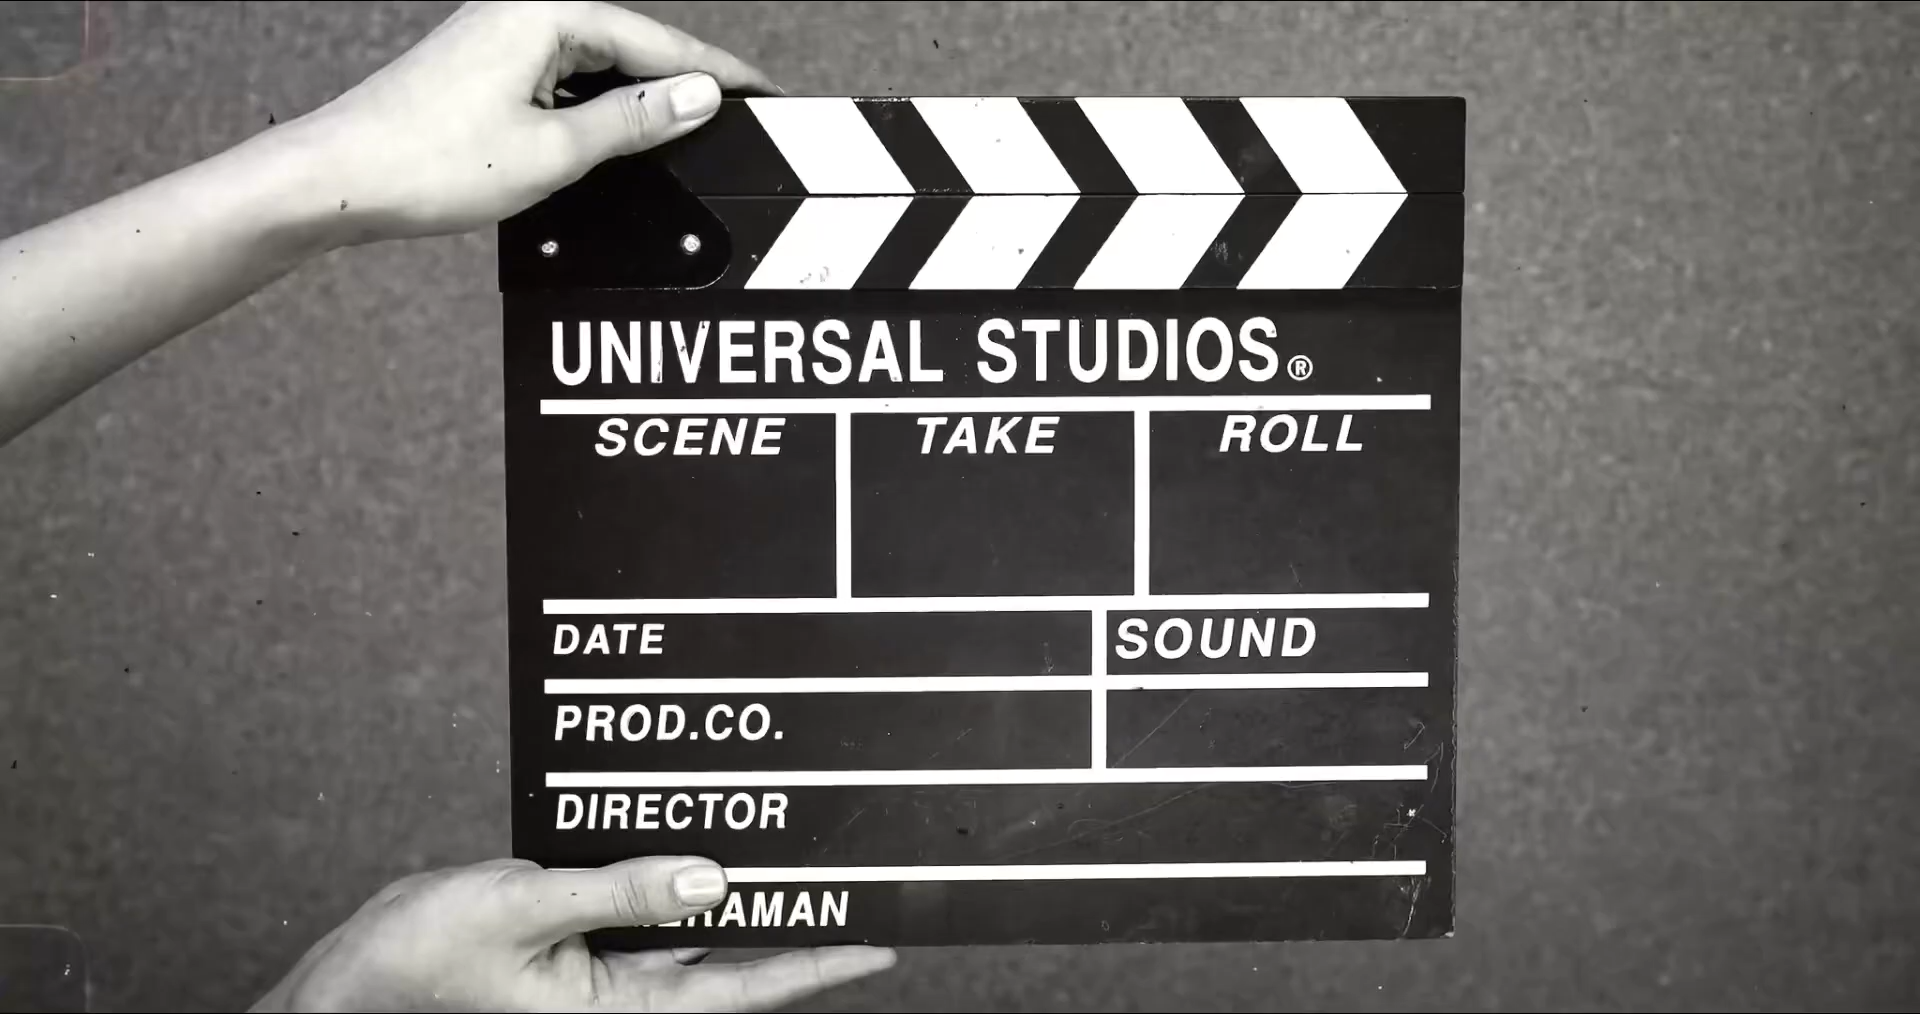 UNIVERSAL STUDIOS®
SCENE TAKE ROLL
DATE SOUND
PROD.CO.
DIRECTOR